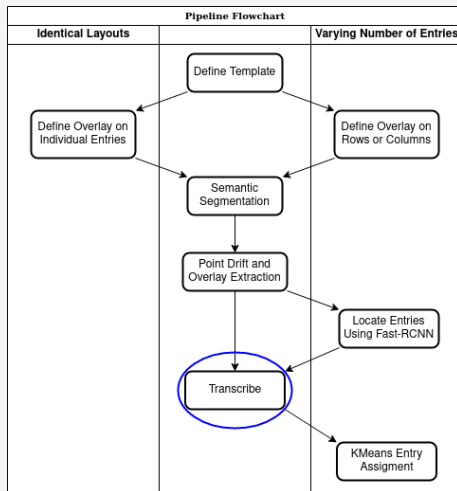 Pipeline Flowchart
Identical Layouts
Varying Number of Entries
Define Template
Define Overlay on
Individual Entries
Define Overlay on
Rows or Columns
Semantic
Segmentation
Point Drift and
Overlay Extraction
Locate Entries
Using Fast-RCNN
Transcribe
KMeans Entry
Assigment